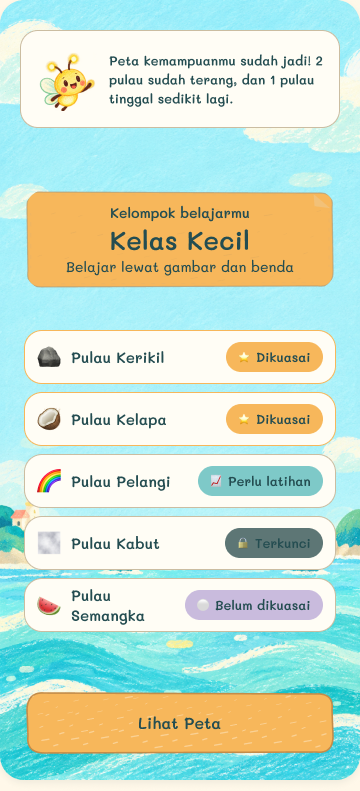 Peta kemampuanmu sudah jadi! 2
pulau sudah terang, dan 1 pulau
tinggal sedikit lagi.
Kelompok belajarmu
Kelas Kecil
Belajar lewat gambar dan benda
Pulau Kerikil
Dikuasai
Pulau Kelapa
Dikuasai
Pulau Pelangi
Perlu latihan
Pulau Kabut
Terkunci
Pulau
Semangka
Belum dikuasai
Lihat Peta